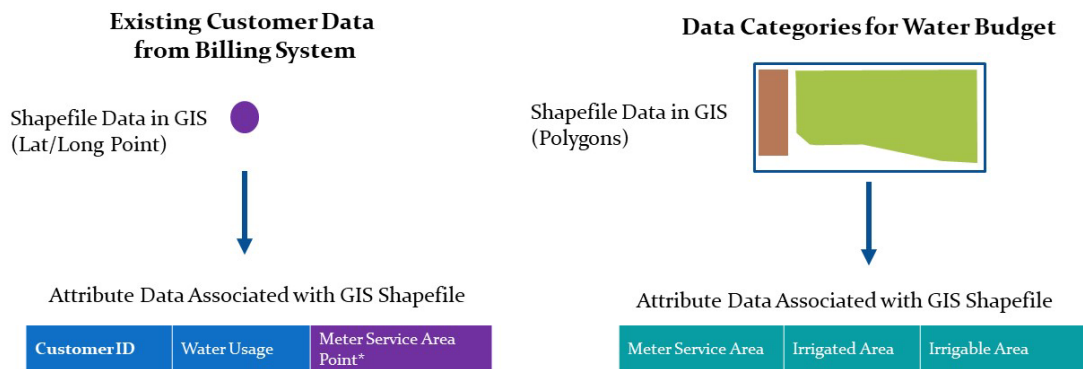 Existing Customer Data
from Billing System
Shapefile Data in GIS
(Lat/Long Point)
Attribute Data Associated with GIS Shapefile
Customer ID
Water Usage
Meter Service Area
Point*
Data Categories for Water Budget
Shapefile Data in GIS
(Polygons)
Attribute Data Associated with GIS Shapefile
Meter Service Area
Irrigated Area
Irrigable Area